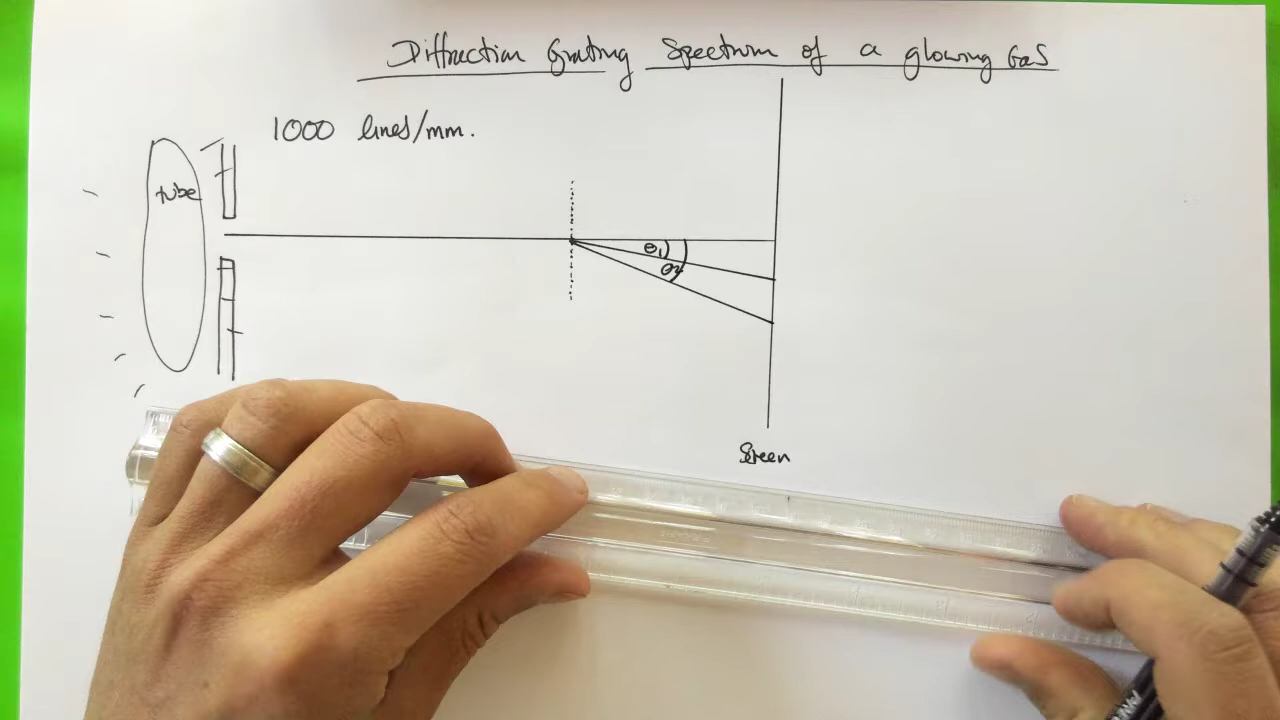 Diffraction Grating Spectrum of a glowing GaS
1000 lines/mm.
tube
θ₁
θ₂
Screen